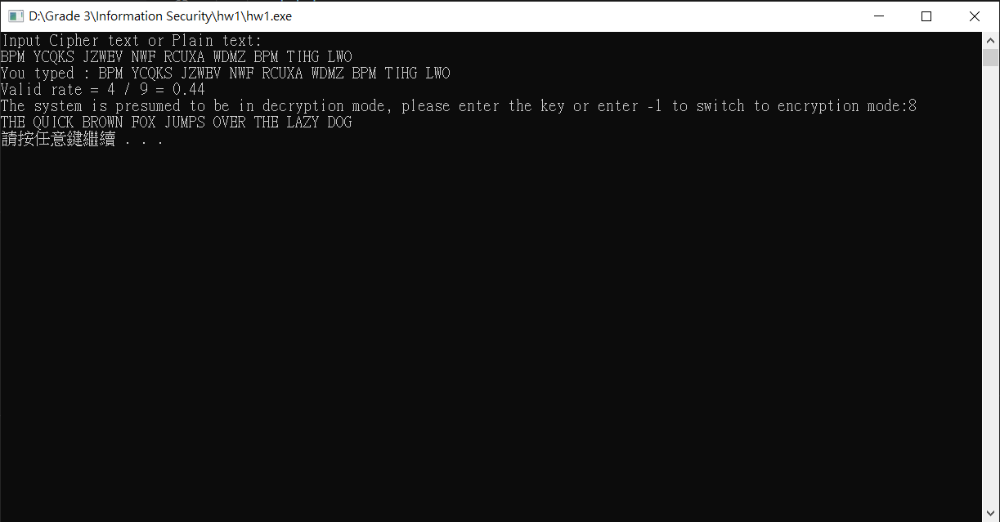 D:\Grade 3\Information Security\hw1\hw1.exe
Input Cipher text or Plain text:
BPM YCQKS JZWEV NWF RCUXA WDMZ BPM TIHG LWO
You typed : BPM YCQKS JZWEV NWF RCUXA WDMZ BPM TIHG LWO
Valid rate = 4 / 9 = 0.44
The system is presumed to be in decryption mode, please enter the key or enter -1 to switch to encryption mode:8
THE QUICK BROWN FOX JUMPS OVER THE LAZY DOG
請按任意鍵繼續 . . .